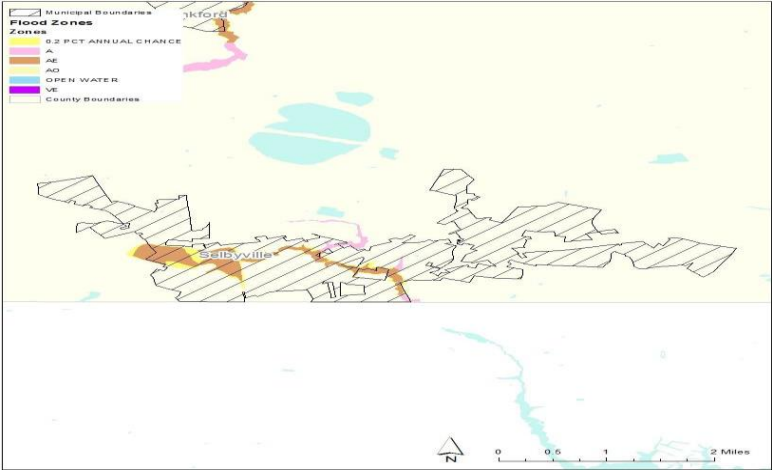 Municipal Boundaries
Flood Zones
Zones
0.2 PCT ANNUAL CHANCE
A
AE
AO
OPEN WATER
VE
County Boundaries
nkford
Selbyville
N
0 0.5 1 2 Miles